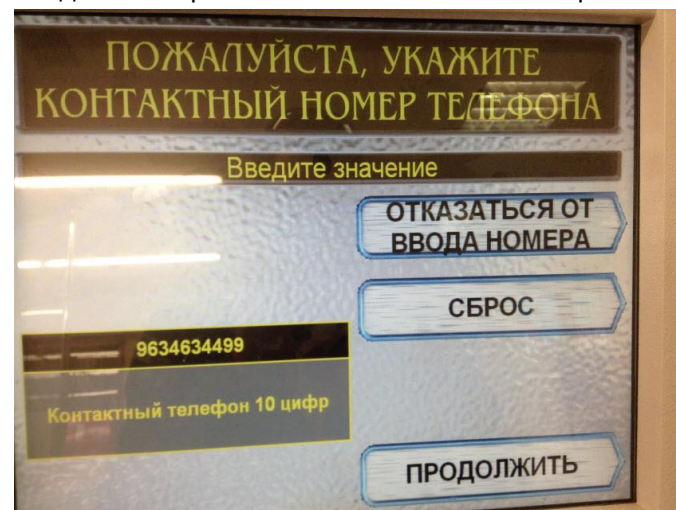 ПОЖАЛУЙСТА, УКАЖИТЕ
КОНТАКТНЫЙ НОМЕР ТЕЛЕФОНА
Введите значение
ОТКАЗАТЬСЯ ОТ
ВВОДА НОМЕРА
СБРОС
9634634499
Контактный телефон 10 цифр
ПРОДОЛЖИТЬ